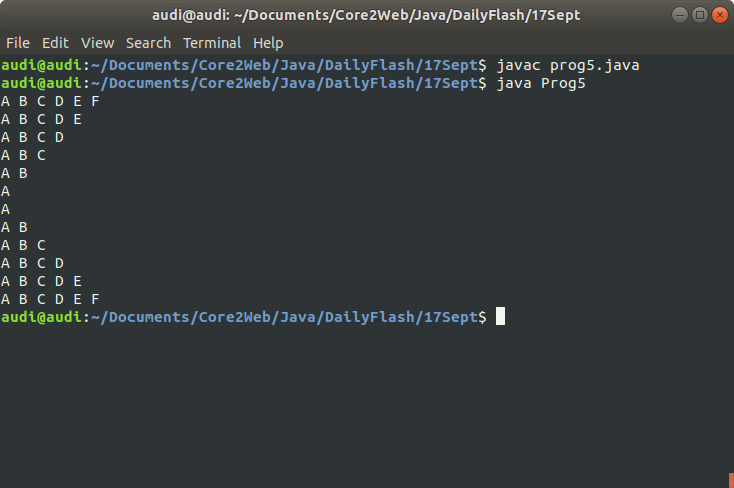 audi@audi: ~/Documents/Core2Web/Java/DailyFlash/17Sept
File Edit View Search Terminal Help
audi@audi:~/Documents/Core2Web/Java/DailyFlash/17Sept$ javac prog5.java
audi@audi:~/Documents/Core2Web/Java/DailyFlash/17Sept$ java Prog5
A B C D E F
A B C D E
A B C D
A B C
A B
A
A
A B
A B C
A B C D
A B C D E
A B C D E F
audi@audi:~/Documents/Core2Web/Java/DailyFlash/17Sept$